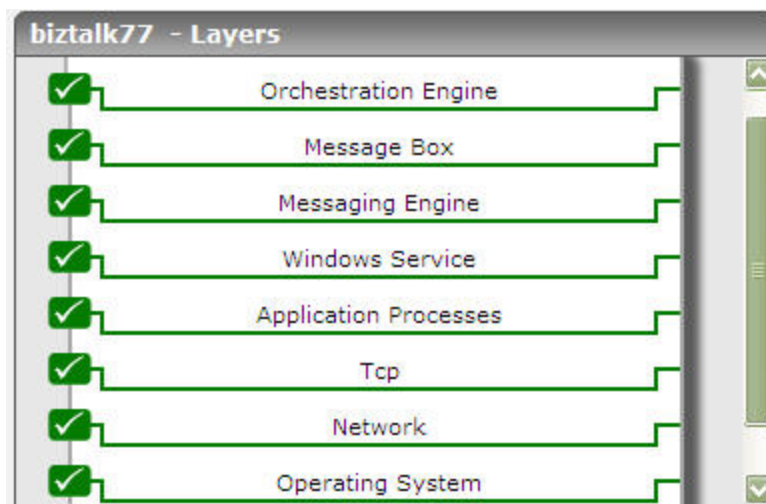 biztalk77 - Layers
Orchestration Engine
Message Box
Messaging Engine
Windows Service
Application Processes
Tcp
Network
Operating System